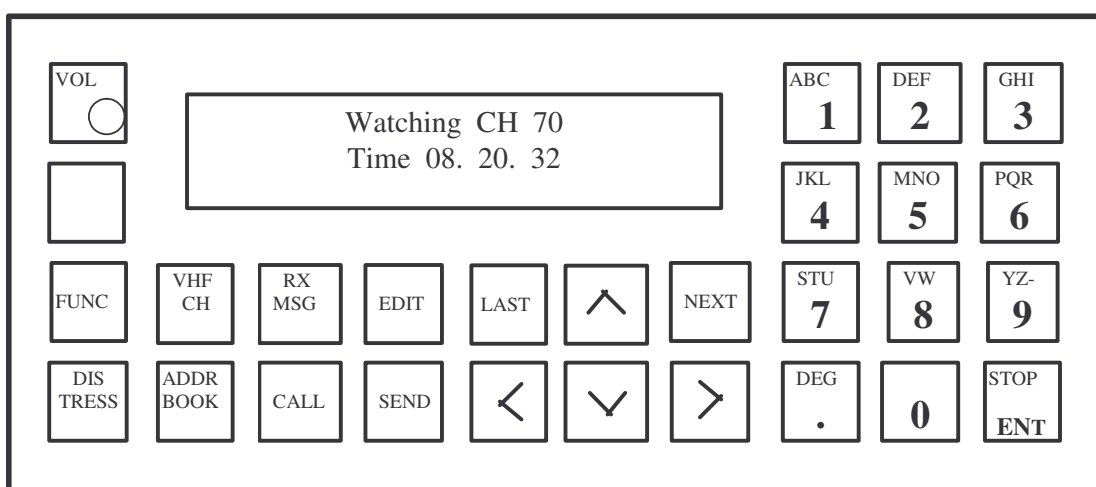 VOL
Watching CH 70
Time 08. 20. 32
ABC
1
DEF
2
GHI
3
JKL
4
MNO
5
PQR
6
FUNC
VHF
CH
RX
MSG
EDIT
LAST
NEXT
STU
7
VW
8
YZ-
9
DIS
TRESS
ADDR
BOOK
CALL
SEND
DEG
.
0
STOP
ENT